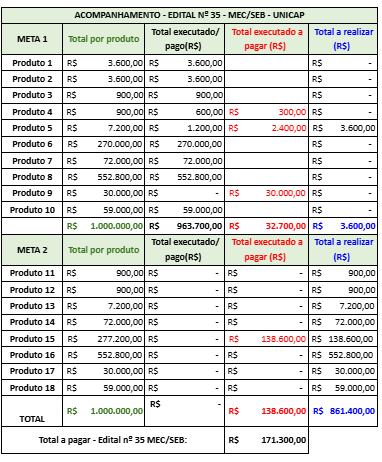 ACOMPANHAMENTO - EDITAL Nº 35 - MEC/SEB - UNICAP
META 1 Total por produto Total executado/ pago(R$) Total executado a pagar (R$) Total a realizar (R$)
Produto 1 R$ 3.600,00 R$ 3.600,00 R$ -
Produto 2 R$ 3.600,00 R$ 3.600,00 R$ -
Produto 3 R$ 900,00 R$ 900,00 R$ -
Produto 4 R$ 900,00 R$ 600,00 R$ 300,00 R$ -
Produto 5 R$ 7.200,00 R$ 1.200,00 R$ 2.400,00 R$ 3.600,00
Produto 6 R$ 270.000,00 R$ 270.000,00 R$ -
Produto 7 R$ 72.000,00 R$ 72.000,00 R$ -
Produto 8 R$ 552.800,00 R$ 552.800,00 R$ -
Produto 9 R$ 30.000,00 R$ - R$ 30.000,00 R$ -
Produto 10 R$ 59.000,00 R$ 59.000,00 R$ -
R$ 1.000.000,00 R$ 963.700,00 R$ 32.700,00 R$ 3.600,00
META 2 Total por produto Total executado/ pago(R$) Total executado a pagar (R$) Total a realizar (R$)
Produto 11 R$ 900,00 R$ - R$ - R$ 900,00
Produto 12 R$ 900,00 R$ - R$ - R$ 900,00
Produto 13 R$ 7.200,00 R$ - R$ - R$ 7.200,00
Produto 14 R$ 72.000,00 R$ - R$ - R$ 72.000,00
Produto 15 R$ 277.200,00 R$ - R$ 138.600,00 R$ 138.600,00
Produto 16 R$ 552.800,00 R$ - R$ - R$ 552.800,00
Produto 17 R$ 30.000,00 R$ - R$ - R$ 30.000,00
Produto 18 R$ 59.000,00 R$ - R$ - R$ 59.000,00
TOTAL R$ 1.000.000,00 R$ - R$ 138.600,00 R$ 861.400,00
Total a pagar - Edital nº 35 MEC/SEB: R$ 171.300,00